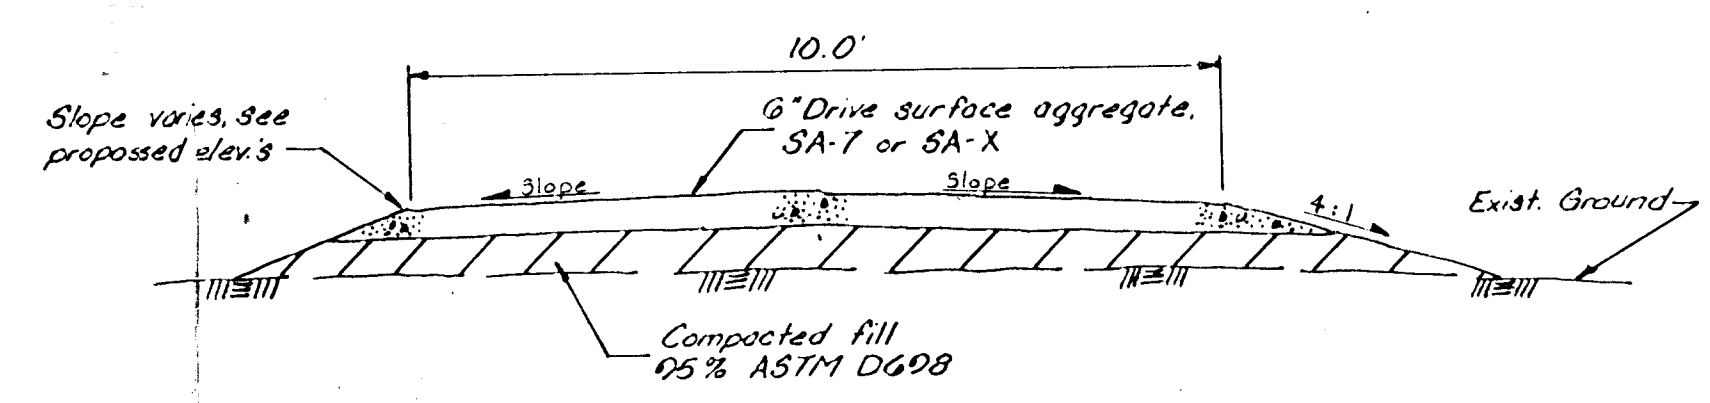 10.0'
Slope varies, see
propossed elev.'s
6" Drive surface aggregate,
SA-7 or SA-X
Slope
Slope
4:1
Exist. Ground
Compacted fill
95% ASTM D698